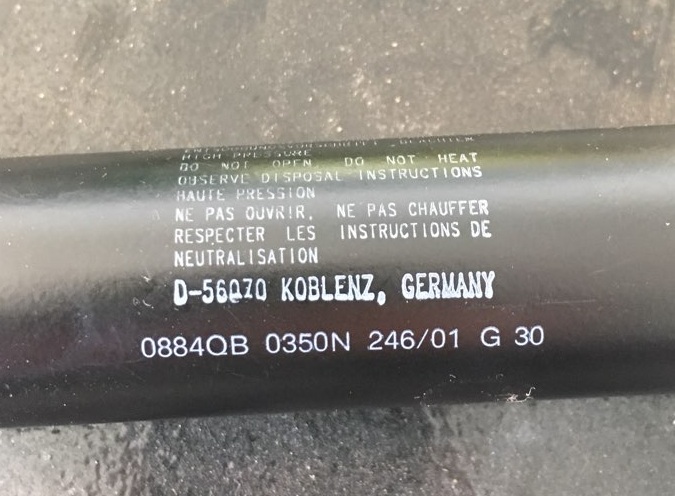 HIGH PRESSURE
DO NOT OPEN DO NOT HEAT
OBSERVE DISPOSAL INSTRUCTIONS
HAUTE PRESSION
NE PAS OUVRIR. NE PAS CHAUFFER
RESPECTER LES INSTRUCTIONS DE
NEUTRALISATION
D-56070 KOBLENZ, GERMANY
0884QB 0350N 246/01 G 30